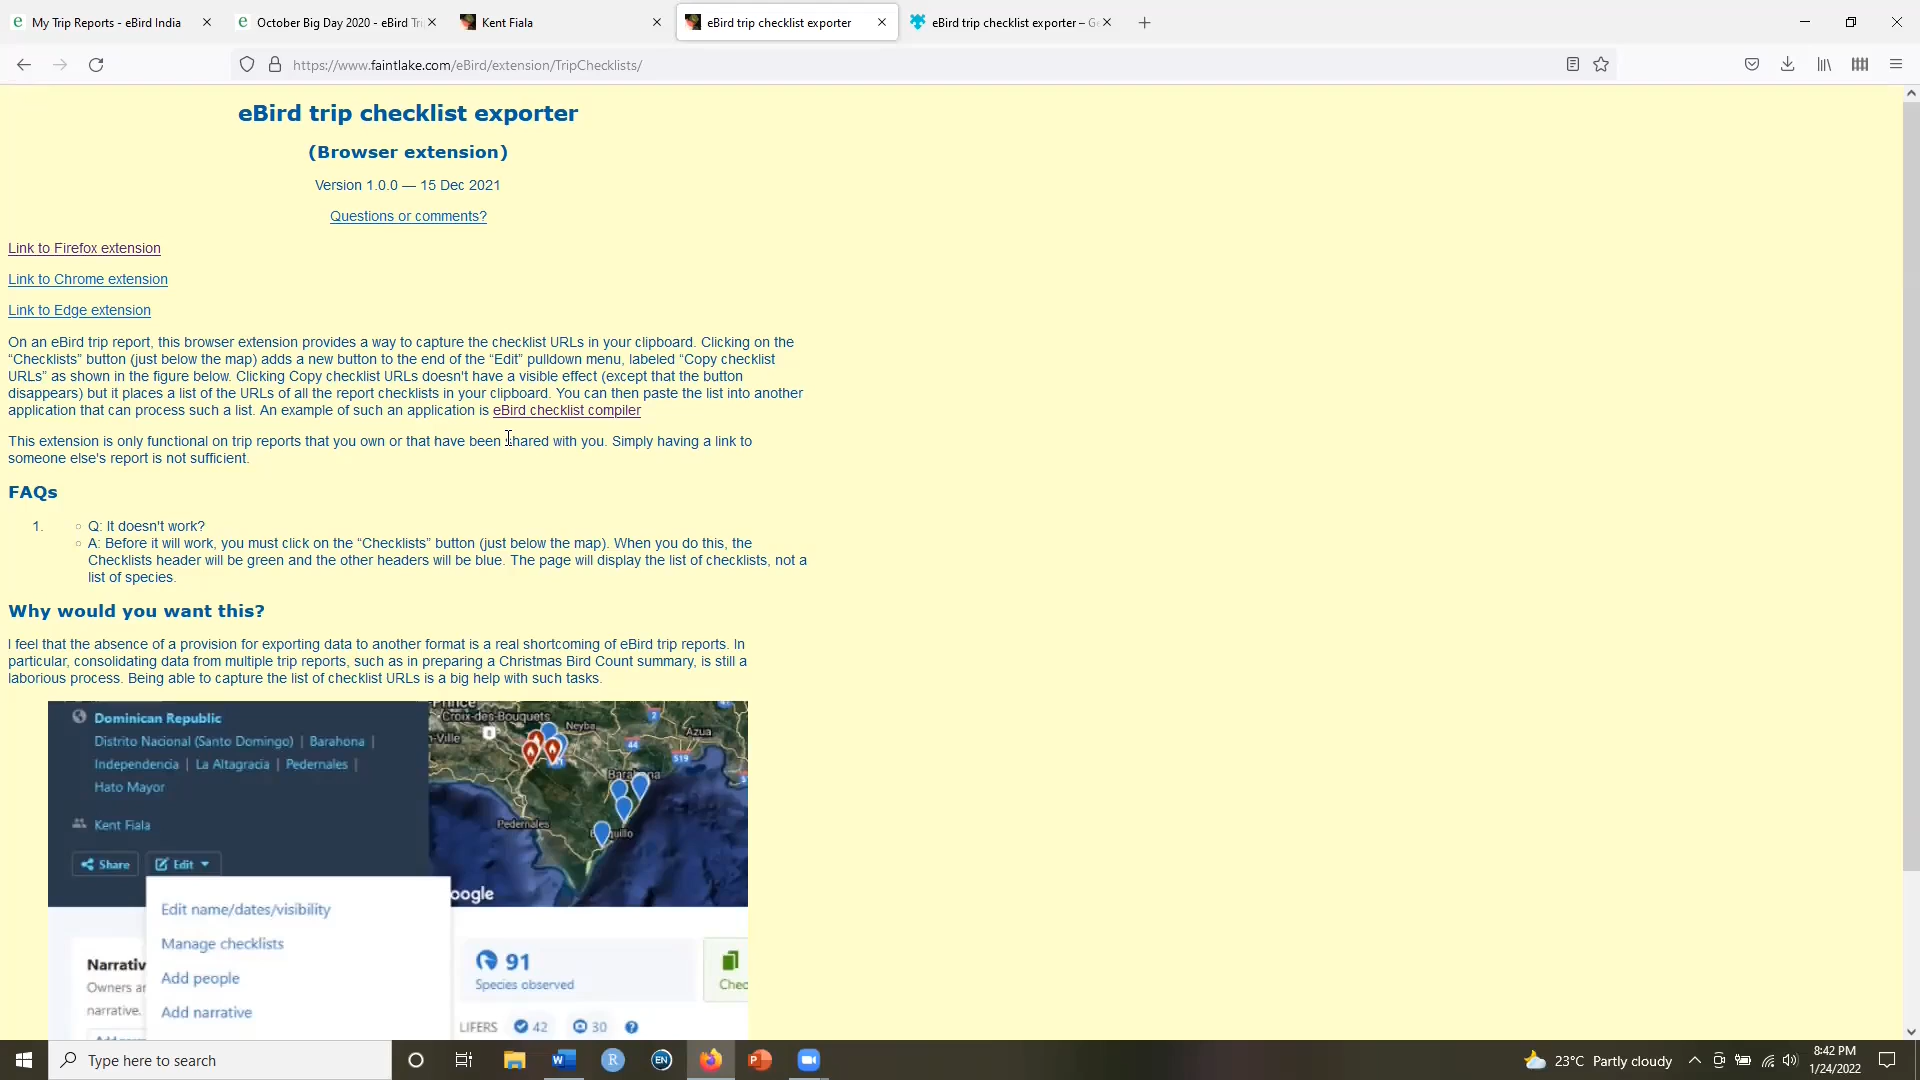 My Trip Reports - eBird India
October Big Day 2020 - eBird Tri
Kent Fiala
eBird trip checklist exporter
eBird trip checklist exporter – Ge
https://www.faintlake.com/eBird/extension/TripChecklists/
eBird trip checklist exporter
(Browser extension)
Version 1.0.0 — 15 Dec 2021
Questions or comments?
Link to Firefox extension
Link to Chrome extension
Link to Edge extension
On an eBird trip report, this browser extension provides a way to capture the checklist URLs in your clipboard. Clicking on the
“Checklists” button (just below the map) adds a new button to the end of the “Edit” pulldown menu, labeled “Copy checklist
URLs” as shown in the figure below. Clicking Copy checklist URLs doesn't have a visible effect (except that the button
disappears) but it places a list of the URLs of all the report checklists in your clipboard. You can then paste the list into another
application that can process such a list. An example of such an application is eBird checklist compiler
This extension is only functional on trip reports that you own or that have been shared with you. Simply having a link to
someone else's report is not sufficient.
FAQs
1. Q: It doesn't work?
A: Before it will work, you must click on the “Checklists” button (just below the map). When you do this, the
Checklists header will be green and the other headers will be blue. The page will display the list of checklists, not a
list of species.
Why would you want this?
I feel that the absence of a provision for exporting data to another format is a real shortcoming of eBird trip reports. In
particular, consolidating data from multiple trip reports, such as in preparing a Christmas Bird Count summary, is still a
laborious process. Being able to capture the list of checklist URLs is a big help with such tasks.
Dominican Republic
Distrito Nacional (Santo Domingo) | Barahona |
Independencia | La Altagracia | Pedernales |
Hato Mayor
Kent Fiala
Share Edit
Prince
Croix-des-Bouquets
Neyba
Azua
-Ville
2
44
519
Barahona
Pedernales
oogle
Edit name/dates/visibility
Manage checklists
Add people
Add narrative
Narrativ
Owners ar
narrative.
91
Species observed
Chec
LIFERS 42 30 ?
Type here to search
W
R
EN
P
23°C Partly cloudy
8:42 PM
1/24/2022